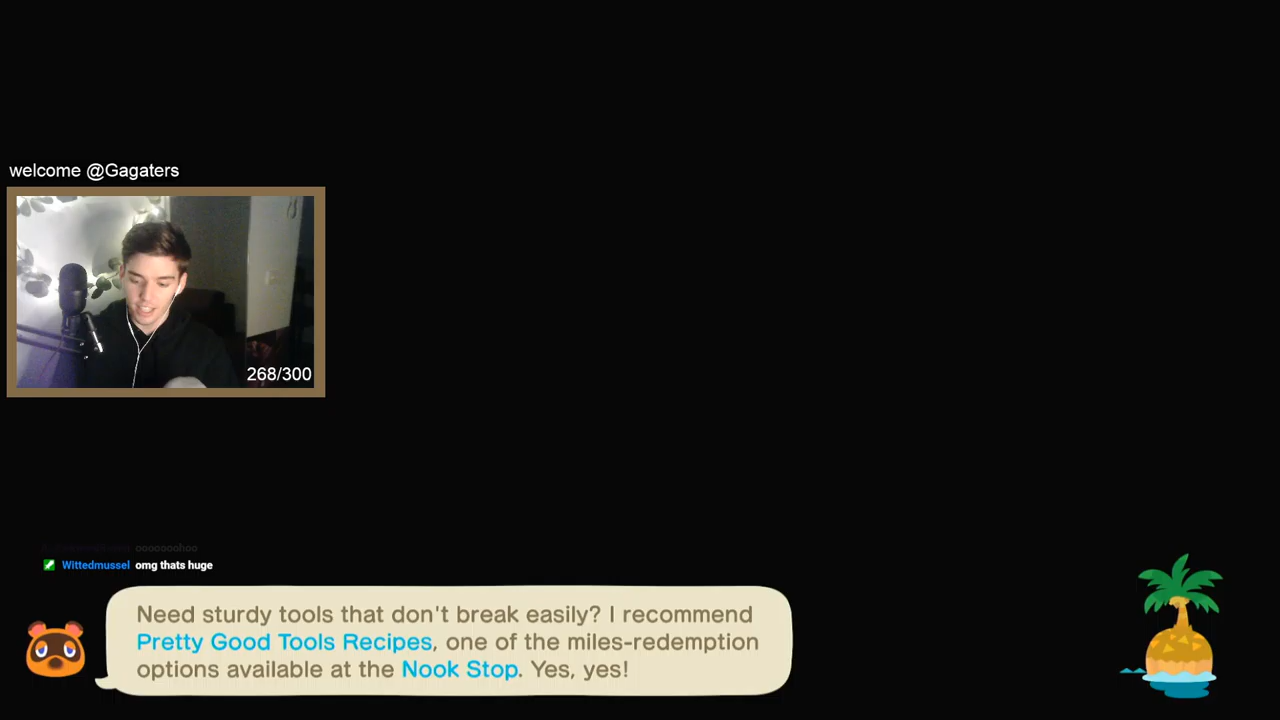 welcome @Gagaters
268/300
ooooooohoo
Wittedmussel omg thats huge
Need sturdy tools that don't break easily? I recommend
Pretty Good Tools Recipes, one of the miles-redemption
options available at the Nook Stop. Yes, yes!